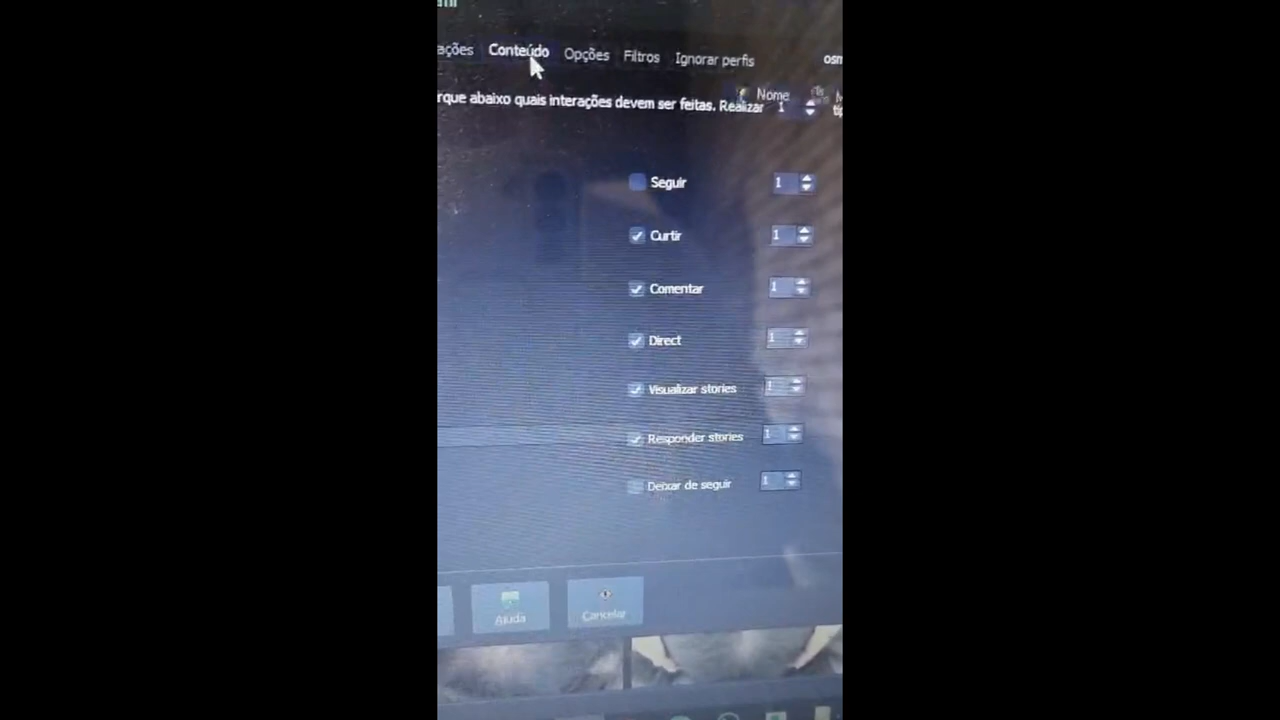 ações Conteúdo Opções Filtros Ignorar perfis
Nome
rque abaixo quais interações devem ser feitas. Realizar 1
Seguir 1
Curtir 1
Comentar 1
Direct 1
Visualizar stories 1
Responder stories 1
Deixar de seguir 1
Ajuda Cancelar